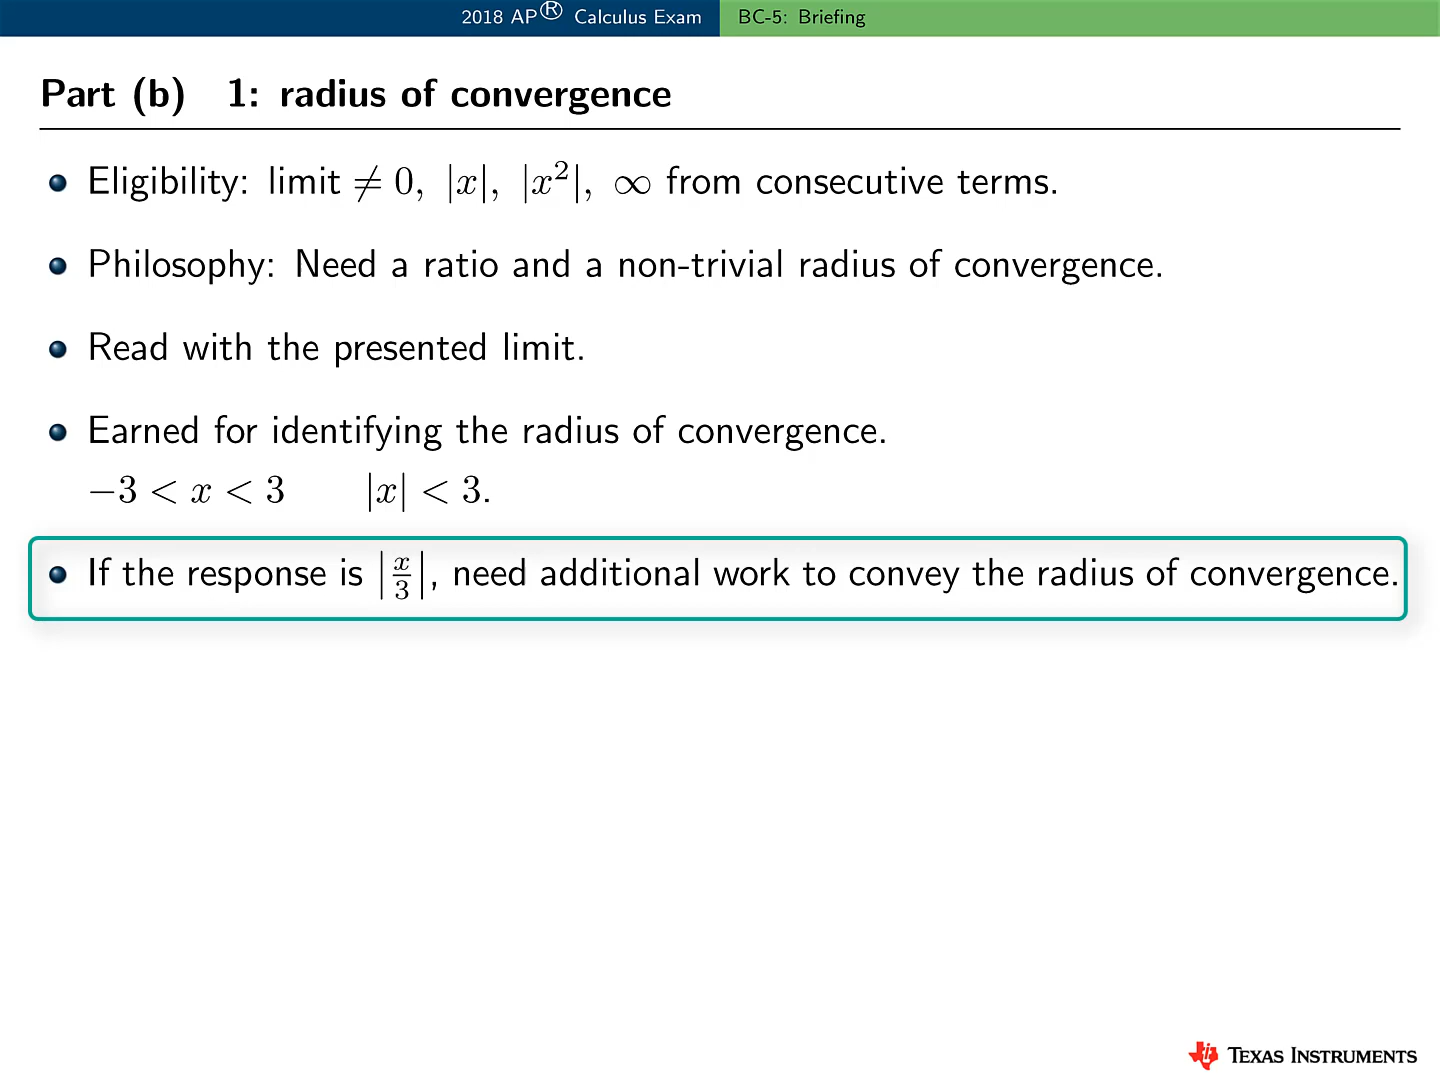 2018 AP® Calculus Exam BC-5: Briefing
Part (b) 1: radius of convergence
Eligibility: limit ≠ 0, |x|, |x²|, ∞ from consecutive terms.
Philosophy: Need a ratio and a non-trivial radius of convergence.
Read with the presented limit.
Earned for identifying the radius of convergence.
−3 < x < 3 |x| < 3.
If the response is |x/3|, need additional work to convey the radius of convergence.
TEXAS INSTRUMENTS